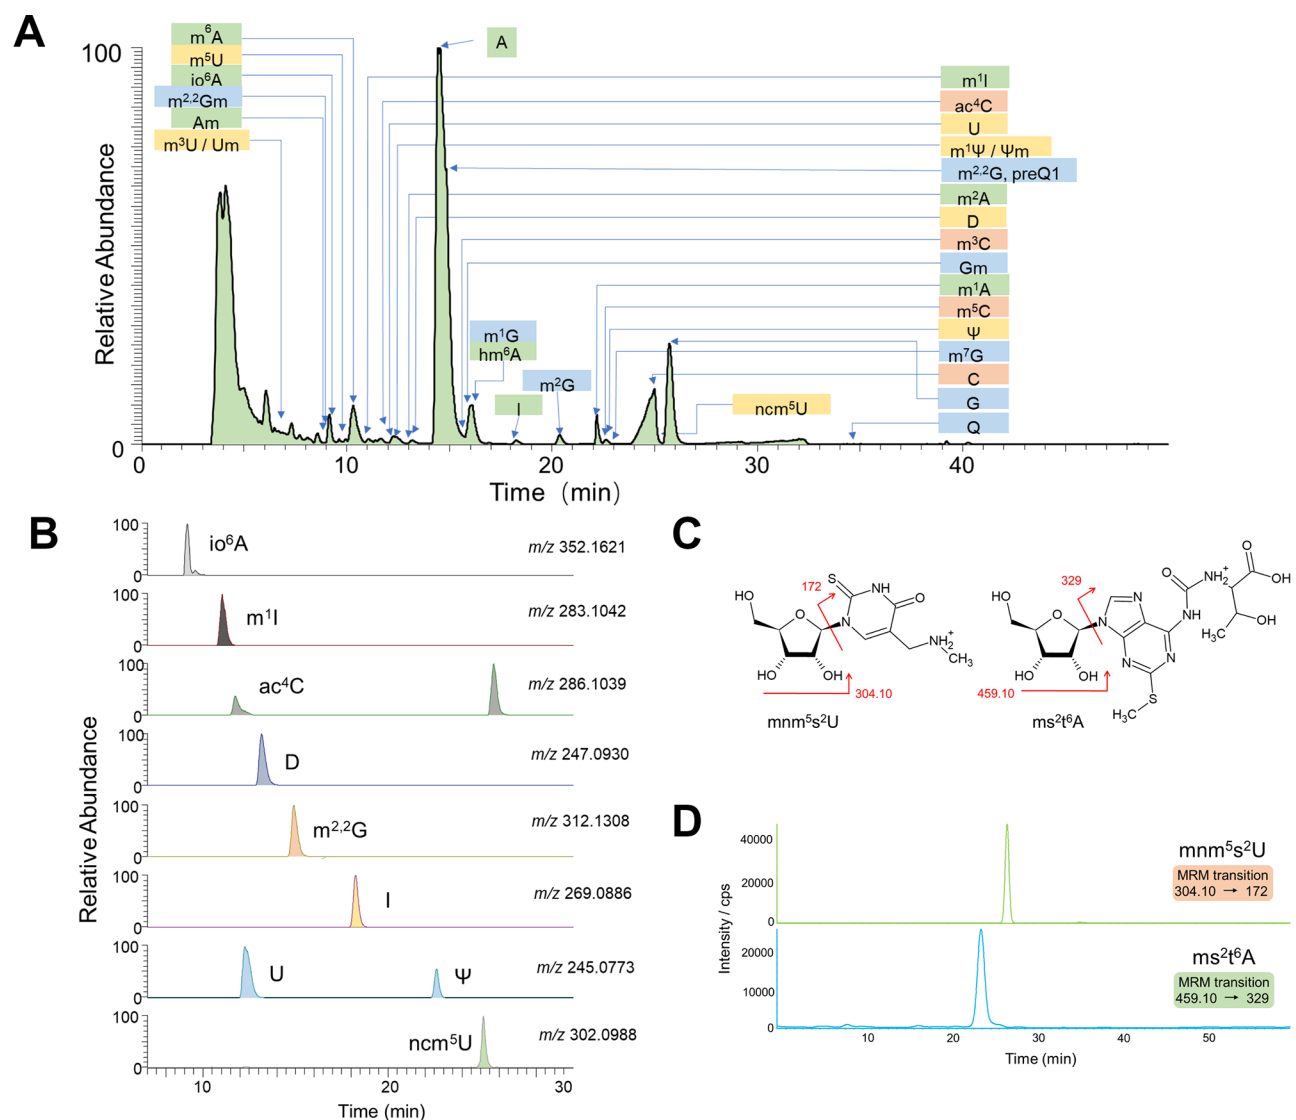 A
100
Relative Abundance
0
m⁶A
m⁵U
io⁶A
m²,²Gm
Am
m³U / Um
A
m¹I
ac⁴C
U
m¹Ψ / Ψm
m²,²G, preQ1
m²A
D
m³C
Gm
m¹A
m⁵C
Ψ
m⁷G
C
G
Q
m¹G
hm⁶A
I
m²G
ncm⁵U
0 10 20 30 40
Time (min)
B
Relative Abundance
100
0
io⁶A
m/z 352.1621
100
0
m¹I
m/z 283.1042
100
0
ac⁴C
m/z 286.1039
100
0
D
m/z 247.0930
100
0
m²,²G
m/z 312.1308
100
0
I
m/z 269.0886
100
0
U
Ψ
m/z 245.0773
100
0
ncm⁵U
m/z 302.0988
10 20 30
Time (min)
C
HO
O
HO
OH
S
NH
O
N
NH₂⁺
CH₃
172
304.10
mnm⁵s²U
HO
O
HO
OH
N
N
N
N
NH
O
NH₂⁺
O
OH
OH
H₃C
S
H₃C
329
459.10
ms²t⁶A
D
Intensity / cps
40000
20000
0
mnm⁵s²U
MRM transition
304.10 → 172
20000
10000
0
ms²t⁶A
MRM transition
459.10 → 329
10 20 30 40 50
Time (min)